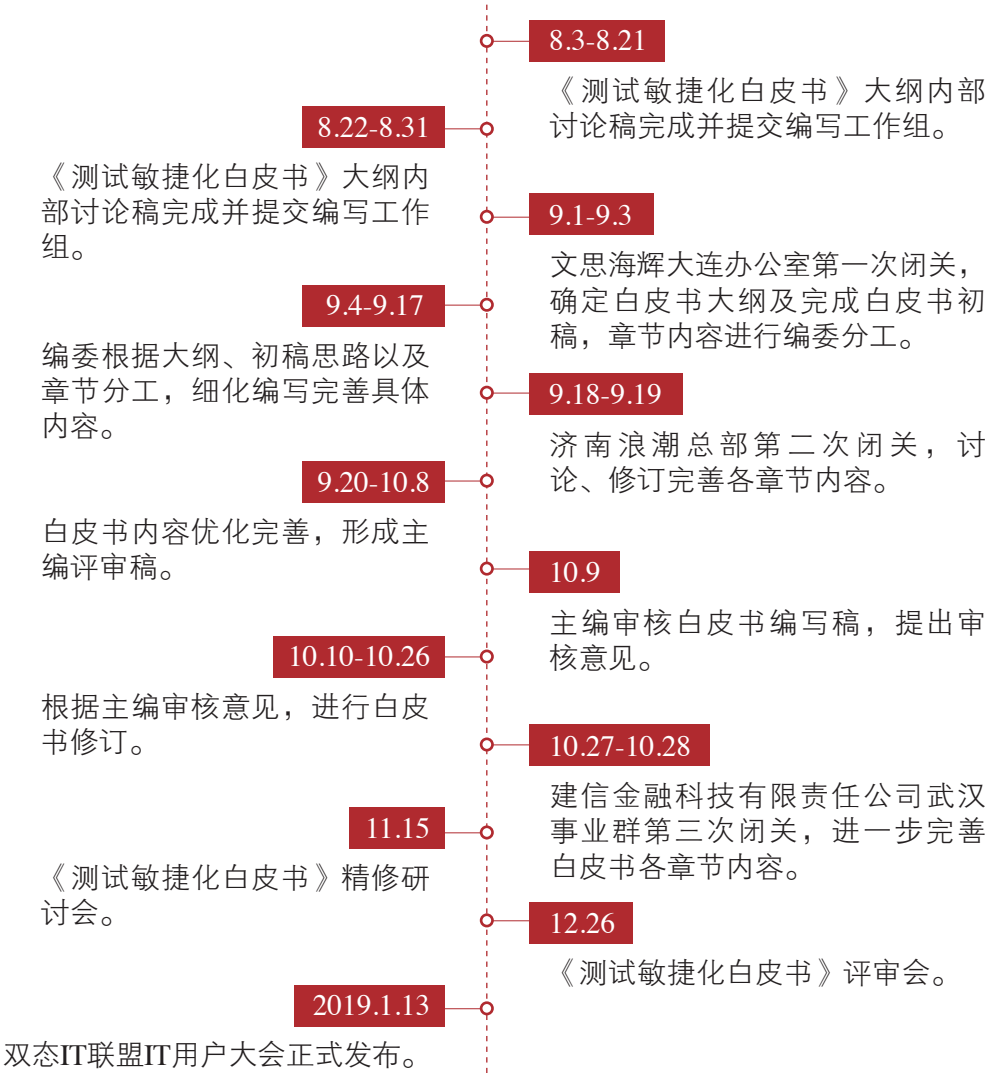 8.3-8.21
《测试敏捷化白皮书》大纲内部
讨论稿完成并提交编写工作组。
8.22-8.31
《测试敏捷化白皮书》大纲内
部讨论稿完成并提交编写工作
组。
9.1-9.3
文思海辉大连办公室第一次闭关，
确定白皮书大纲及完成白皮书初
稿，章节内容进行编委分工。
9.4-9.17
编委根据大纲、初稿思路以及
章节分工，细化编写完善具体
内容。
9.18-9.19
济南浪潮总部第二次闭关，讨
论、修订完善各章节内容。
9.20-10.8
白皮书内容优化完善，形成主
编评审稿。
10.9
主编审核白皮书编写稿，提出审
核意见。
10.10-10.26
根据主编审核意见，进行白皮
书修订。
10.27-10.28
建信金融科技有限责任公司武汉
事业群第三次闭关，进一步完善
白皮书各章节内容。
11.15
《测试敏捷化白皮书》精修研
讨会。
12.26
《测试敏捷化白皮书》评审会。
2019.1.13
双态IT联盟IT用户大会正式发布。